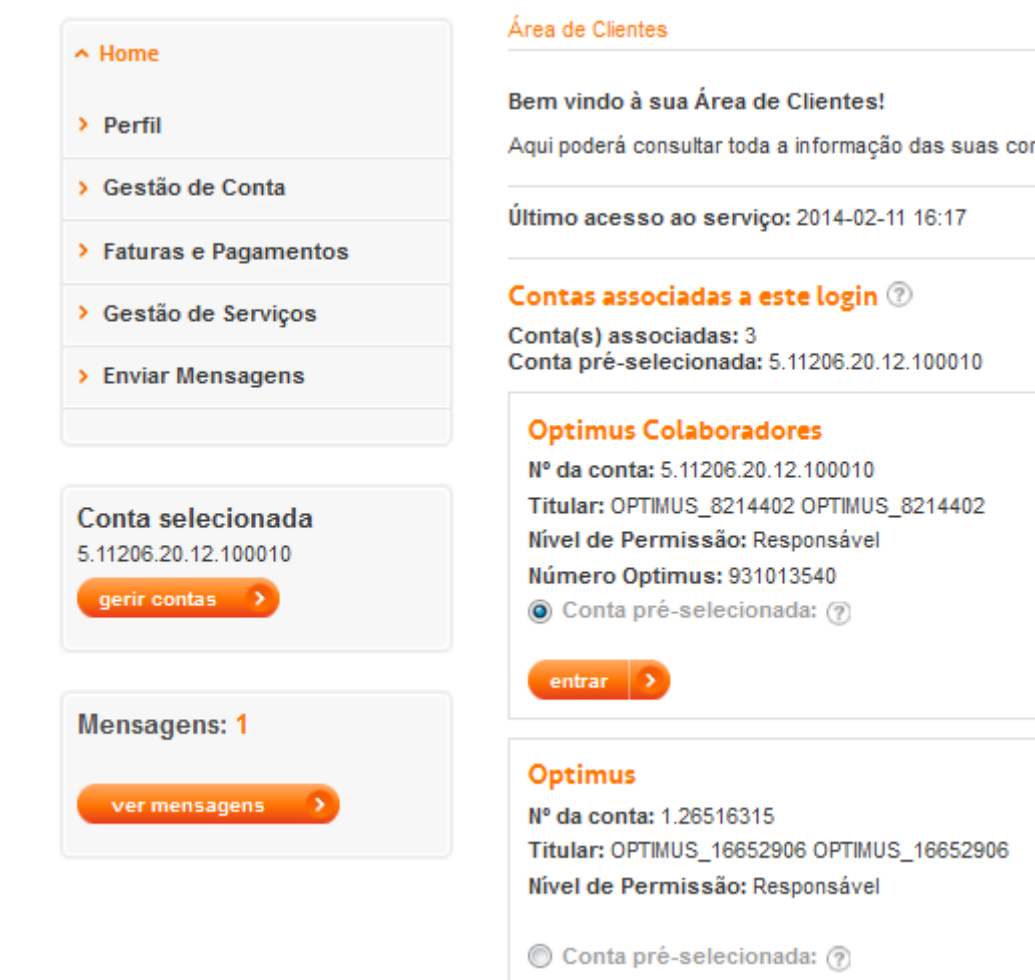 Home
Perfil
Gestão de Conta
Faturas e Pagamentos
Gestão de Serviços
Enviar Mensagens
Conta selecionada
5.11206.20.12.100010
gerir contas
Mensagens: 1
ver mensagens
Área de Clientes
Bem vindo à sua Área de Clientes!
Aqui poderá consultar toda a informação das suas
Último acesso ao serviço: 2014-02-11 16:17
Contas associadas a este login ?
Conta(s) associadas: 3
Conta pré-selecionada: 5.11206.20.12.100010
Optimus Colaboradores
Nº da conta: 5.11206.20.12.100010
Titular: OPTIMUS_8214402 OPTIMUS_8214402
Nível de Permissão: Responsável
Número Optimus: 931013540
Conta pré-selecionada: ?
entrar
Optimus
Nº da conta: 1.26516315
Titular: OPTIMUS_16652906 OPTIMUS_16652906
Nível de Permissão: Responsável
Conta pré-selecionada: ?